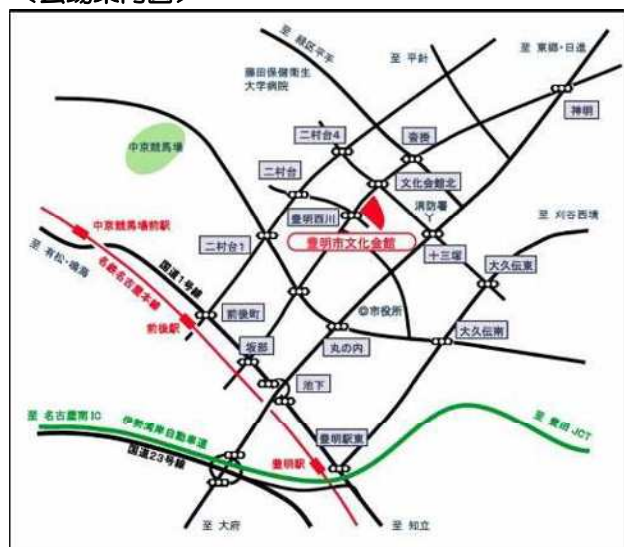 至 緑区平手
至 東郷・日進
至 平針
藤田保健衛生
大学病院
神明
二村台4
沓掛
中京競馬場
二村台
文化会館北
消防署
豊明西川
至 刈谷西境
中京競馬場前駅
豊明市文化会館
至 有松・鳴海
国道1号線
二村台1
十三塚
大久伝東
名鉄名古屋本線
前後町
◎市役所
前後駅
丸の内
大久伝南
坂部
池下
至 名古屋南IC
伊勢湾岸自動車道
豊明駅東
至 豊田JCT
国道23号線
豊明駅
至 大府
至 知立